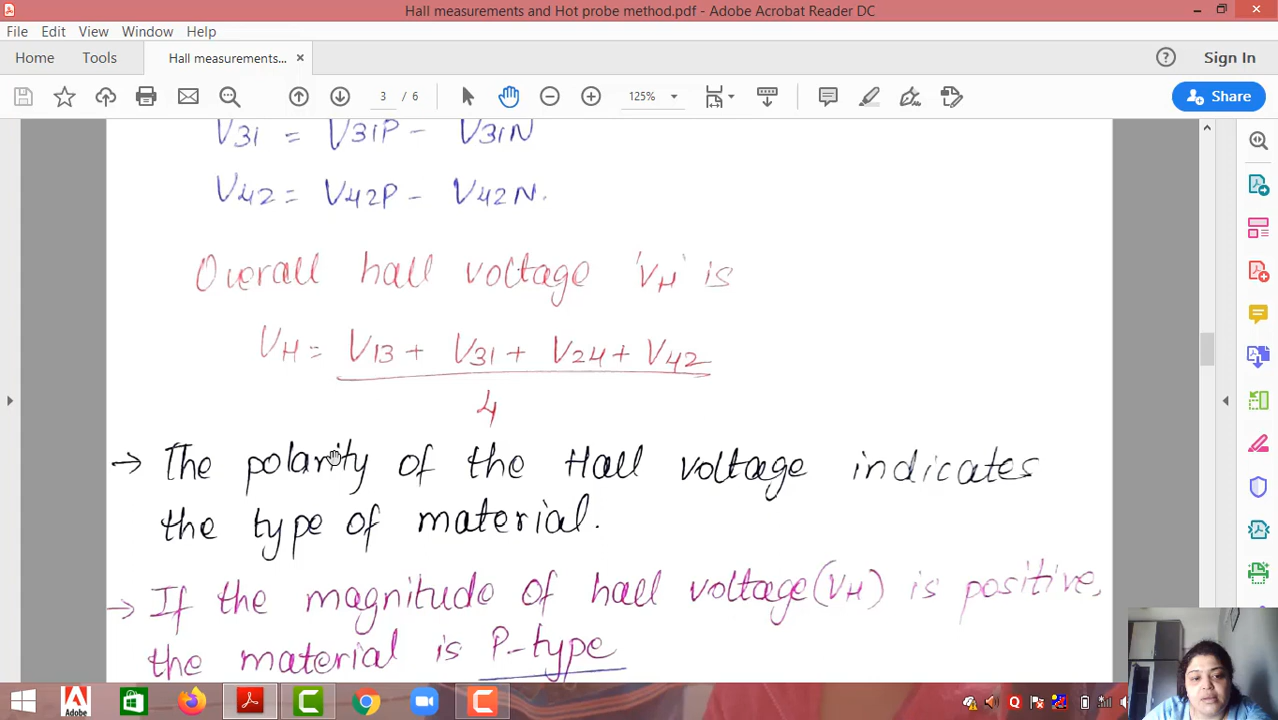 Hall measurements and Hot probe method.pdf - Adobe Acrobat Reader DC
File Edit View Window Help
Home Tools Hall measurements... ×
Sign In
3 / 6
125%
Share
V31 = V31P - V31N
V42 = V42P - V42N.
Overall hall voltage 'VH' is
VH = V13 + V31 + V24 + V42
4
→ The polarity of the Hall voltage indicates
the type of material.
→ If the magnitude of hall voltage(VH) is positive,
the material is P-type
Adobe